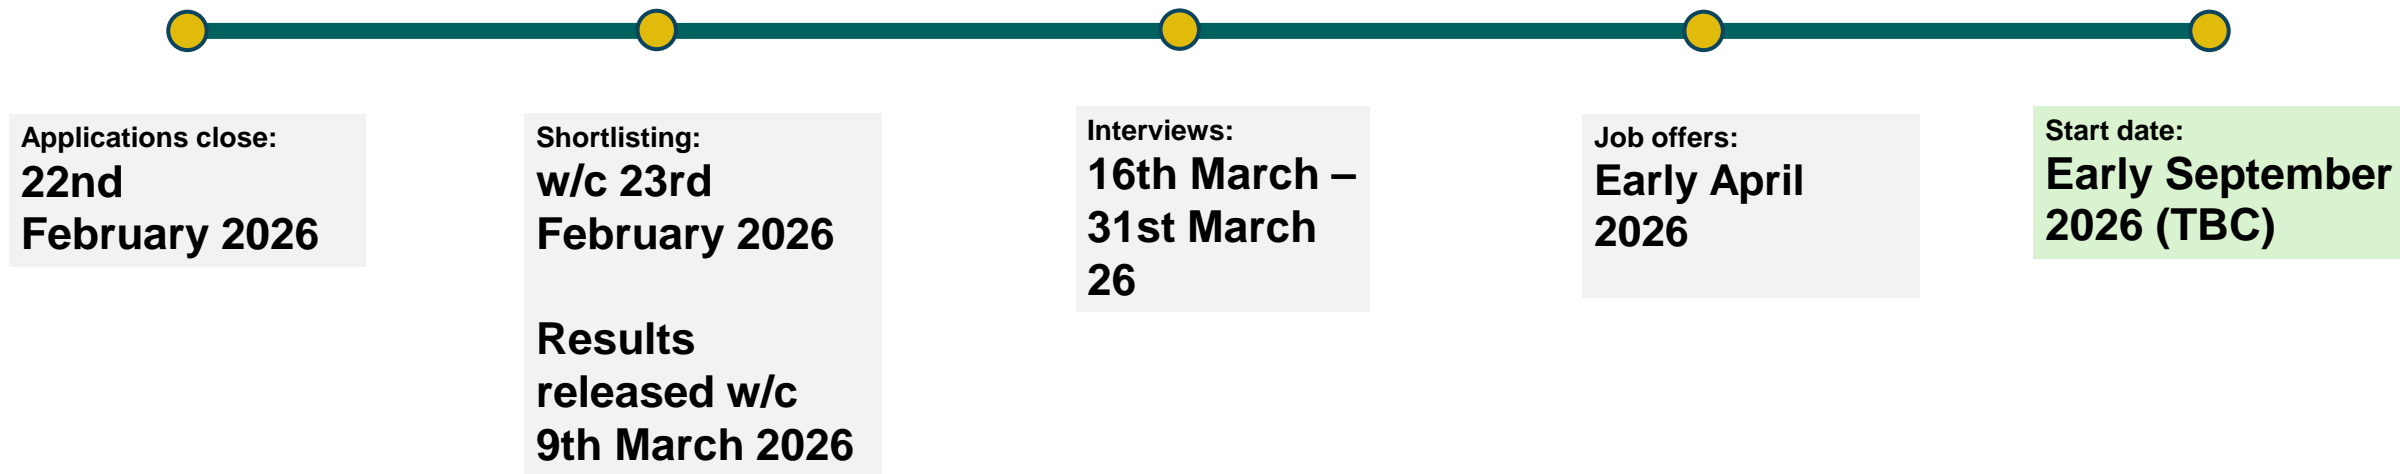 Applications close:
22nd
February 2026
Shortlisting:
w/c 23rd
February 2026
Results
released w/c
9th March 2026
Interviews:
16th March –
31st March
26
Job offers:
Early April
2026
Start date:
Early September
2026 (TBC)